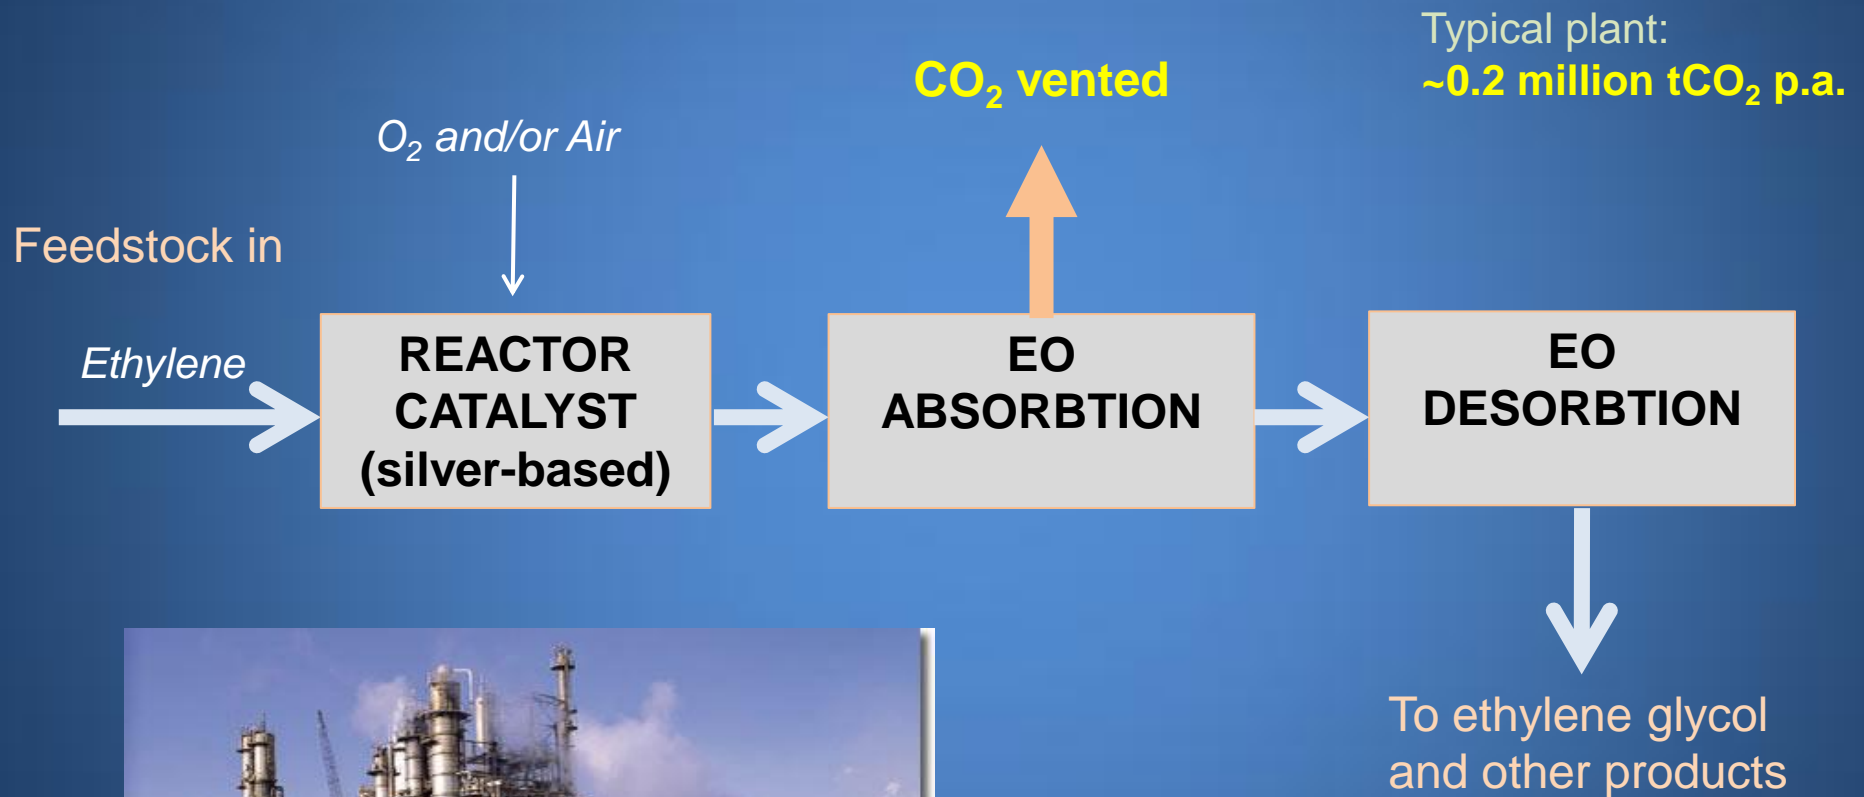 Typical plant:
~0.2 million tCO₂ p.a.
CO₂ vented
O₂ and/or Air
Feedstock in
Ethylene
REACTOR
CATALYST
(silver-based)
EO
ABSORBTION
EO
DESORBTION
To ethylene glycol
and other products